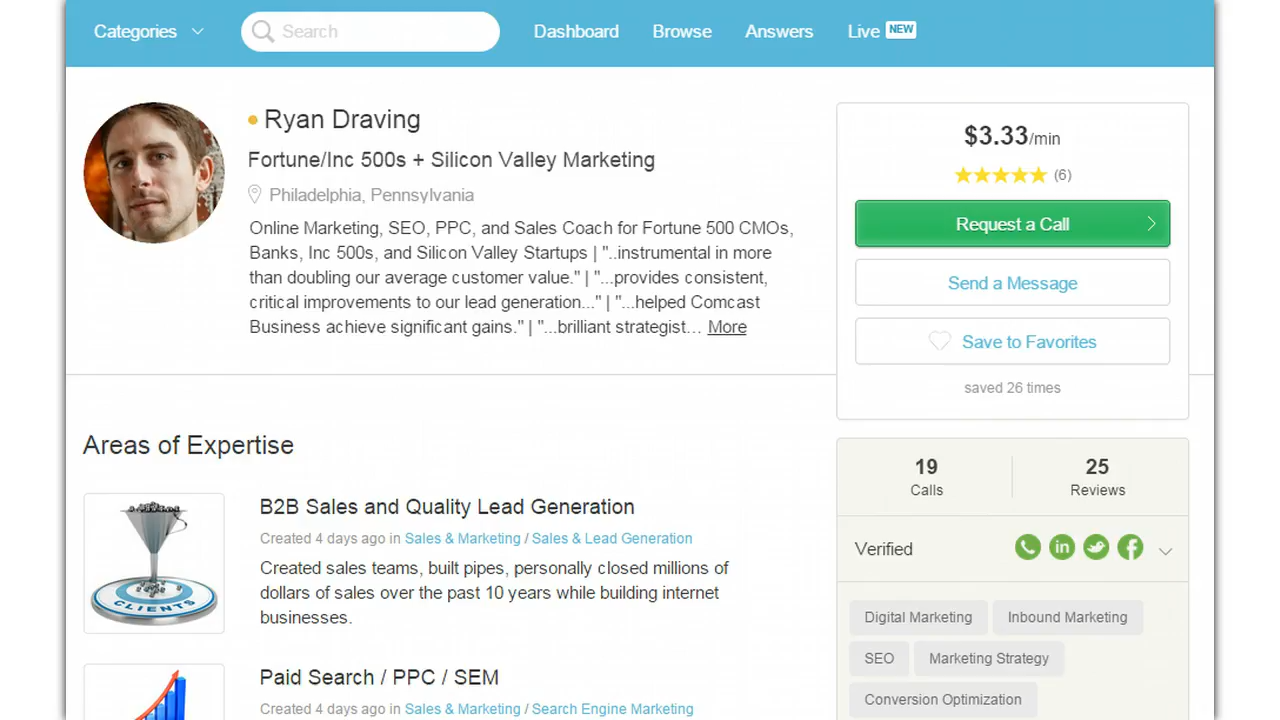 Categories Search Dashboard Browse Answers Live NEW
Ryan Draving
Fortune/Inc 500s + Silicon Valley Marketing
Philadelphia, Pennsylvania
Online Marketing, SEO, PPC, and Sales Coach for Fortune 500 CMOs,
Banks, Inc 500s, and Silicon Valley Startups | "..instrumental in more
than doubling our average customer value." | "...provides consistent,
critical improvements to our lead generation..." | "...helped Comcast
Business achieve significant gains." | "...brilliant strategist… More
$3.33/min
(6)
Request a Call
Send a Message
Save to Favorites
saved 26 times
Areas of Expertise
CLIENTS
B2B Sales and Quality Lead Generation
Created 4 days ago in Sales & Marketing / Sales & Lead Generation
Created sales teams, built pipes, personally closed millions of
dollars of sales over the past 10 years while building internet
businesses.
Paid Search / PPC / SEM
Created 4 days ago in Sales & Marketing / Search Engine Marketing
19 25
Calls Reviews
Verified
Digital Marketing Inbound Marketing
SEO Marketing Strategy
Conversion Optimization